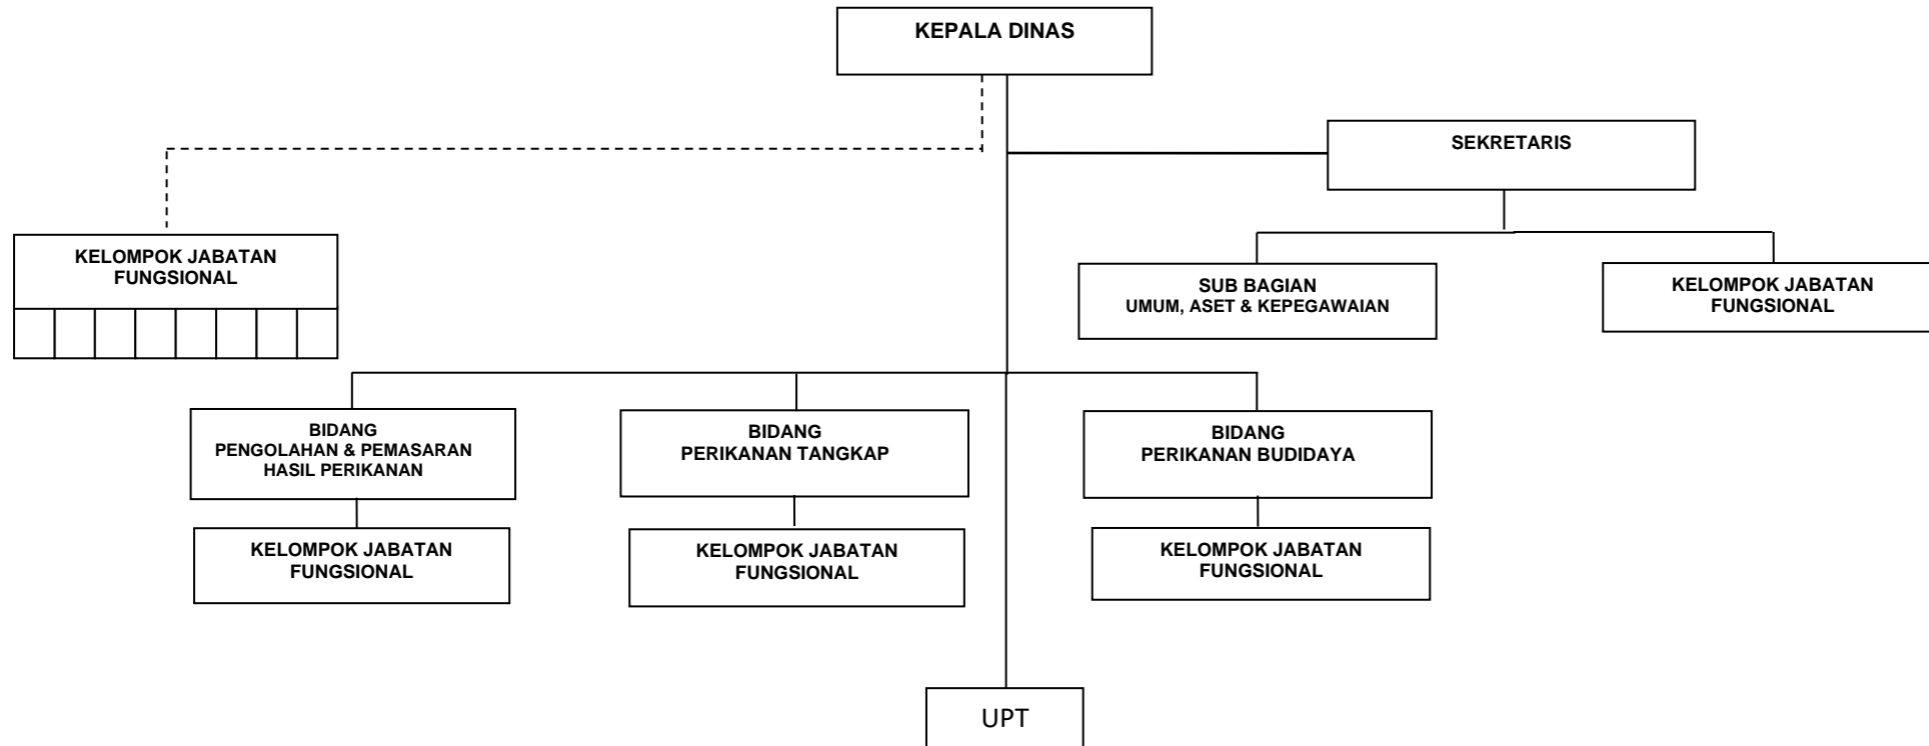 KEPALA DINAS
SEKRETARIS
KELOMPOK JABATAN
FUNGSIONAL
SUB BAGIAN
UMUM, ASET & KEPEGAWAIAN
KELOMPOK JABATAN
FUNGSIONAL
BIDANG
PENGOLAHAN & PEMASARAN
HASIL PERIKANAN
BIDANG
PERIKANAN TANGKAP
BIDANG
PERIKANAN BUDIDAYA
KELOMPOK JABATAN
FUNGSIONAL
KELOMPOK JABATAN
FUNGSIONAL
KELOMPOK JABATAN
FUNGSIONAL
UPT